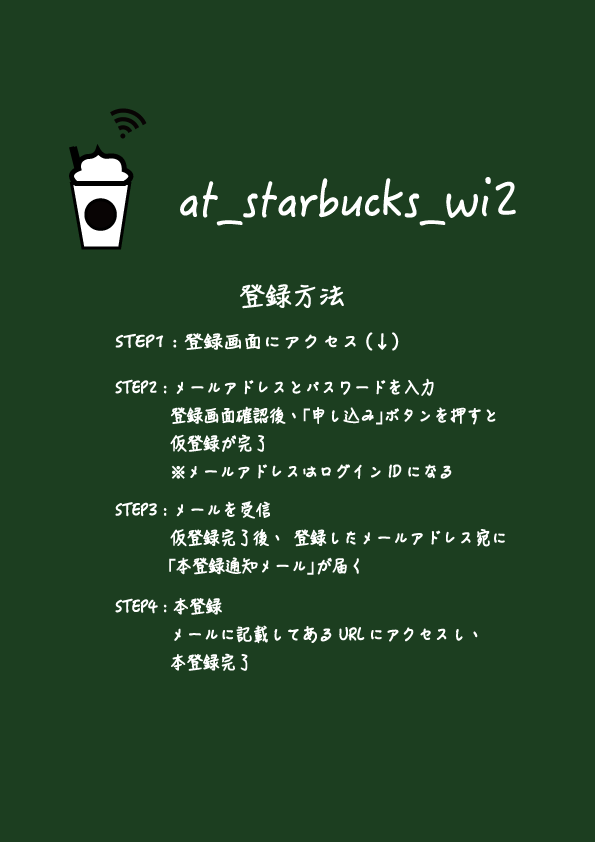 at_starbucks_wi2
登録方法
STEP1：登録画面にアクセス(↓)
STEP2：メールアドレスとパスワードを入力
登録画面確認後、「申し込み」ボタンを押すと
仮登録が完了
※メールアドレスはログインIDになる
STEP3：メールを受信
仮登録完了後、 登録したメールアドレス宛に
「本登録通知メール」が届く
STEP4：本登録
メールに記載してあるURLにアクセスし、
本登録完了